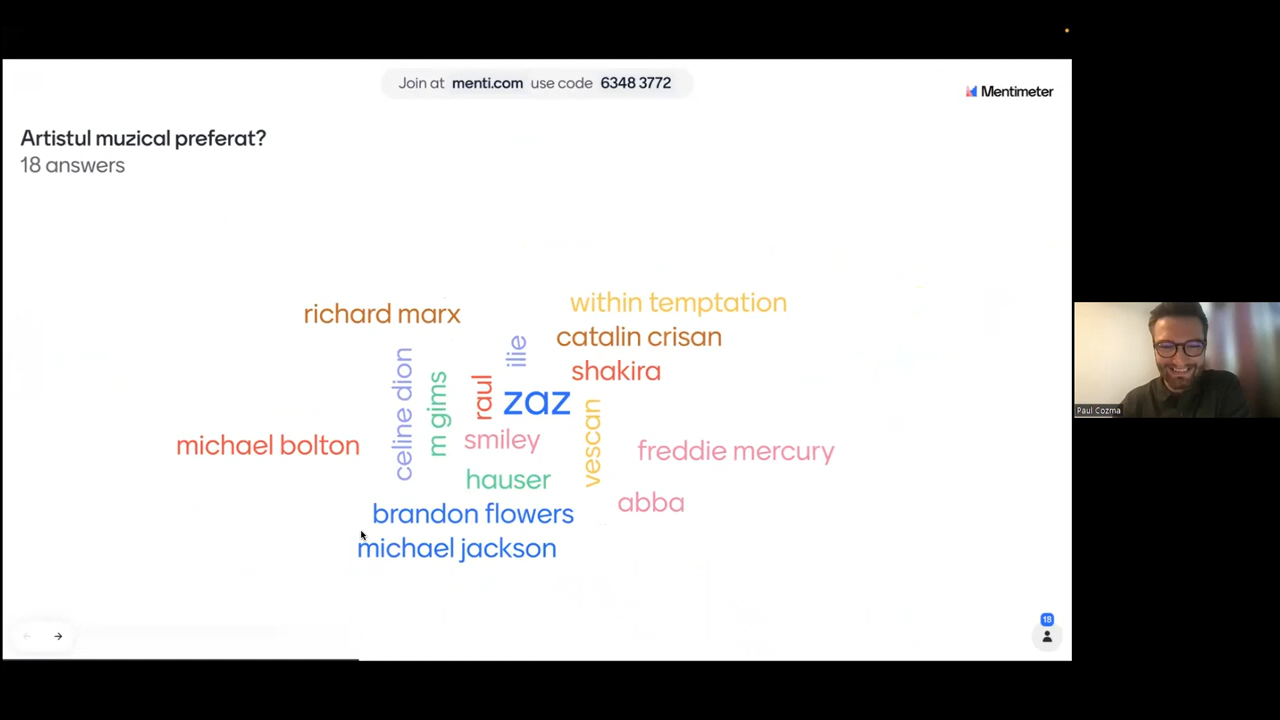 Join at menti.com use code 6348 3772
Mentimeter
Artistul muzical preferat?
18 answers
richard marx
within temptation
catalin crisan
ilie
shakira
celine dion
m gims
raul
zaz
vescan
smiley
michael bolton
freddie mercury
hauser
abba
brandon flowers
michael jackson
Paul Cozma
18